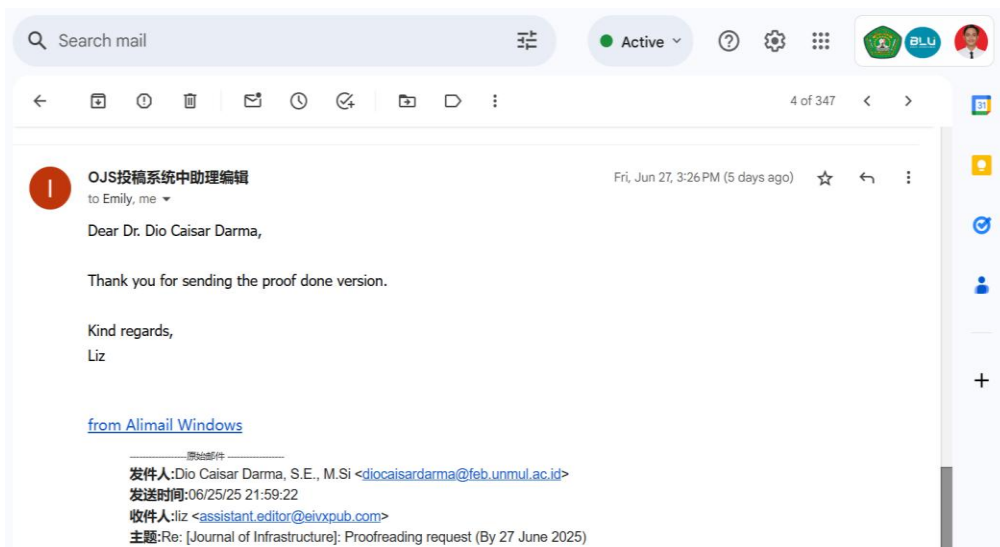 Search mail
Active
BLU
4 of 347
31
I
OJS投稿系统中助理编辑
Fri, Jun 27, 3:26 PM (5 days ago)
to Emily, me
Dear Dr. Dio Caisar Darma,
Thank you for sending the proof done version.
Kind regards,
Liz
from Alimail Windows
------------------原始邮件 ------------------
发件人:Dio Caisar Darma, S.E., M.Si <diocaisardarma@feb.unmul.ac.id>
发送时间:06/25/25 21:59:22
收件人:liz <assistant.editor@eivxpub.com>
主题:Re: [Journal of Infrastructure]: Proofreading request (By 27 June 2025)